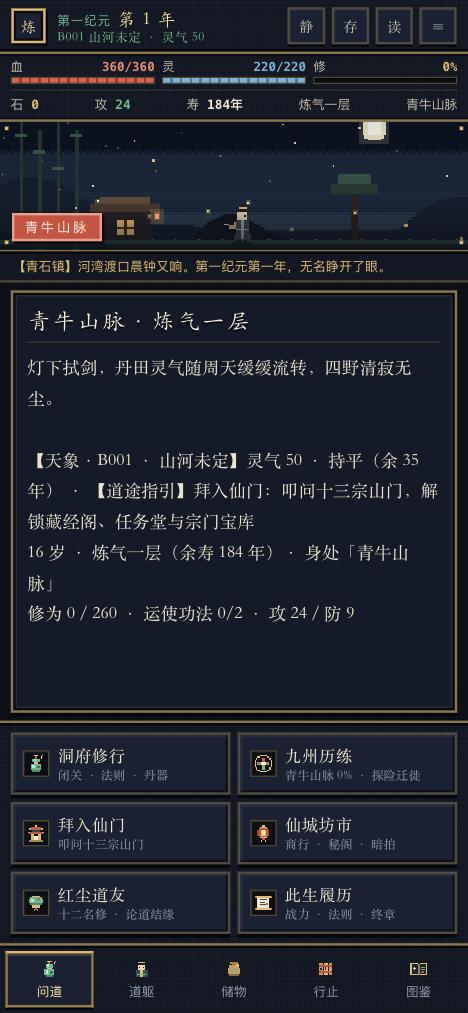 炼
第一纪元 第 1 年
B001 山河未定 · 灵气 50
静 存 读 ≡
血 360/360 灵 220/220 修 0%
石 0 攻 24 寿 184年 炼气一层 青牛山脉
青牛山脉
【青石镇】河湾渡口晨钟又响。第一纪元第一年，无名睁开了眼。
青牛山脉 · 炼气一层
灯下拭剑，丹田灵气随周天缓缓流转，四野清寂无
尘。
【天象 · B001 · 山河未定】灵气 50 · 持平（余 35
年） · 【道途指引】拜入仙门：叩问十三宗山门，解
锁藏经阁、任务堂与宗门宝库
16 岁 · 炼气一层（余寿 184 年） · 身处「青牛山
脉」
修为 0 / 260 · 运使功法 0/2 · 攻 24 / 防 9
洞府修行
闭关 · 法则 · 丹器
九州历练
青牛山脉 0% · 探险迁徙
拜入仙门
叩问十三宗山门
仙城坊市
商行 · 秘阁 · 暗拍
红尘道友
十二名修 · 论道结缘
此生履历
战力 · 法则 · 终章
问道 道躯 储物 行止 图鉴